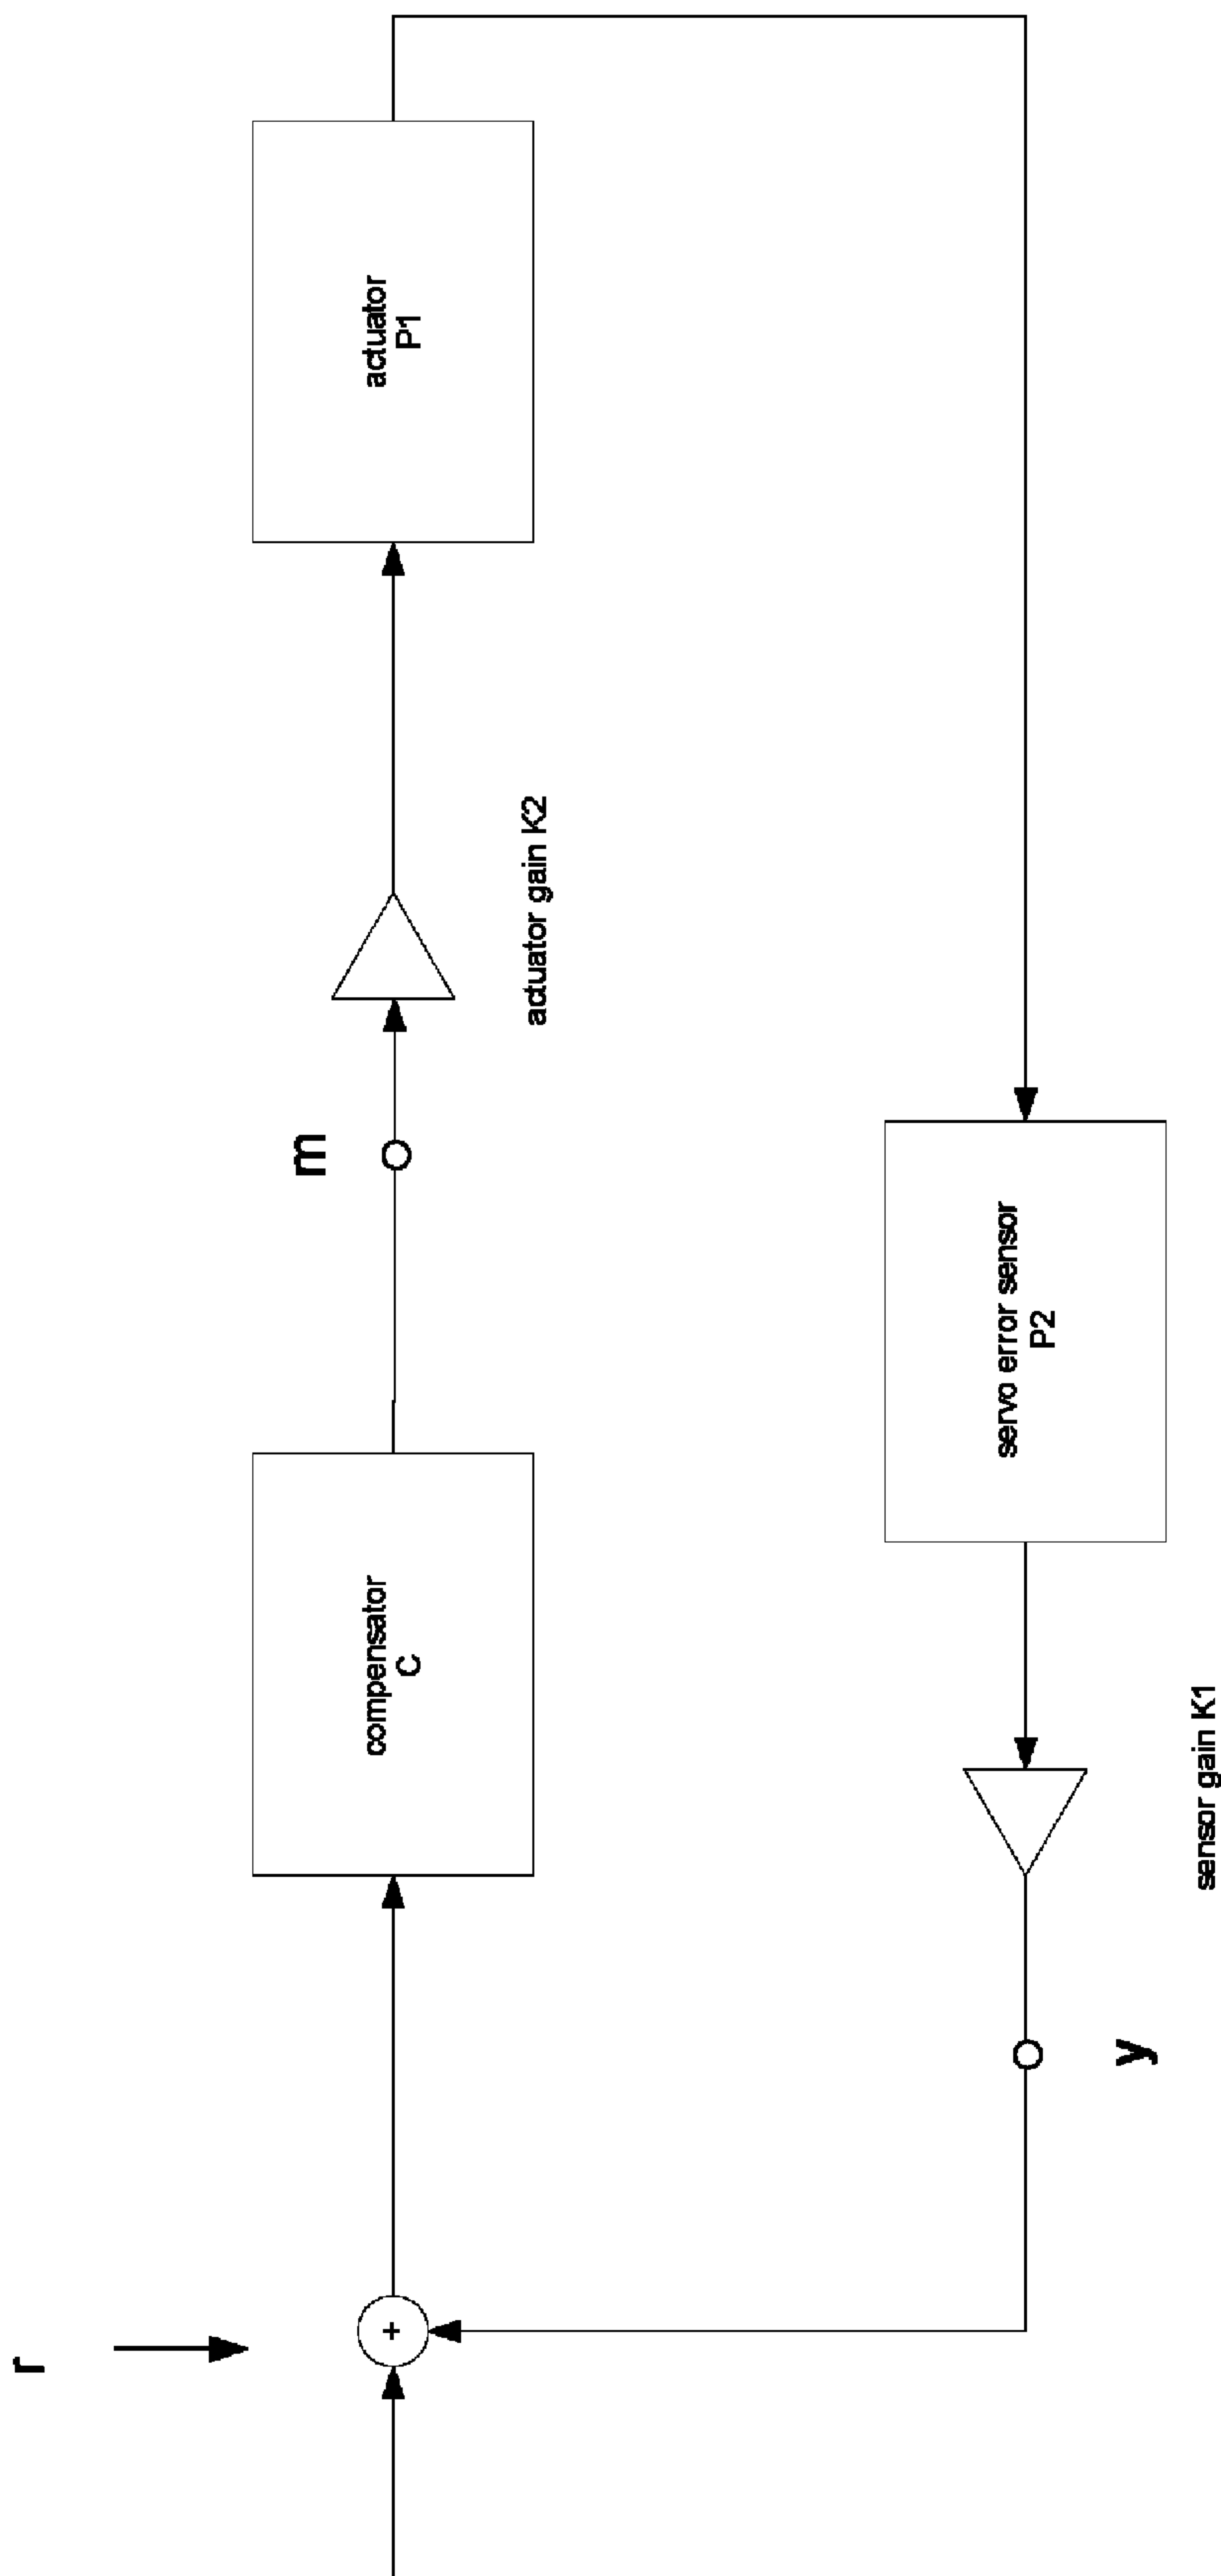 r
+
compensator
C
m
actuator gain K2
actuator
P1
y
sensor gain K1
servo error sensor
P2